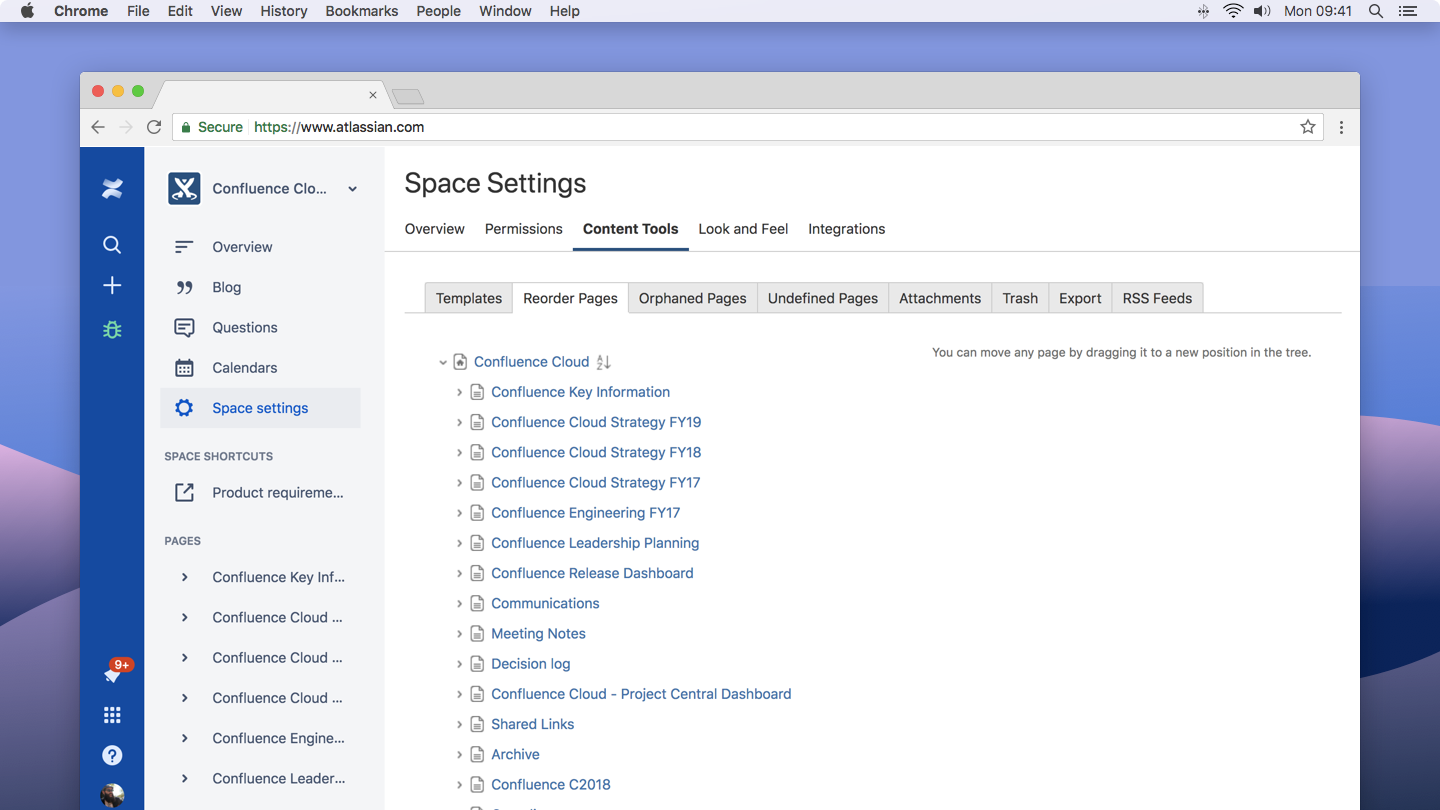 Chrome File Edit View History Bookmarks People Window Help Mon 09:41
Secure https://www.atlassian.com
Confluence Clo...
Overview
Blog
Questions
Calendars
Space settings
SPACE SHORTCUTS
Product requireme...
PAGES
Confluence Key Inf...
Confluence Cloud ...
Confluence Cloud ...
Confluence Cloud ...
Confluence Engine...
Confluence Leader...
9+
Space Settings
Overview Permissions Content Tools Look and Feel Integrations
Templates Reorder Pages Orphaned Pages Undefined Pages Attachments Trash Export RSS Feeds
You can move any page by dragging it to a new position in the tree.
Confluence Cloud
Confluence Key Information
Confluence Cloud Strategy FY19
Confluence Cloud Strategy FY18
Confluence Cloud Strategy FY17
Confluence Engineering FY17
Confluence Leadership Planning
Confluence Release Dashboard
Communications
Meeting Notes
Decision log
Confluence Cloud - Project Central Dashboard
Shared Links
Archive
Confluence C2018